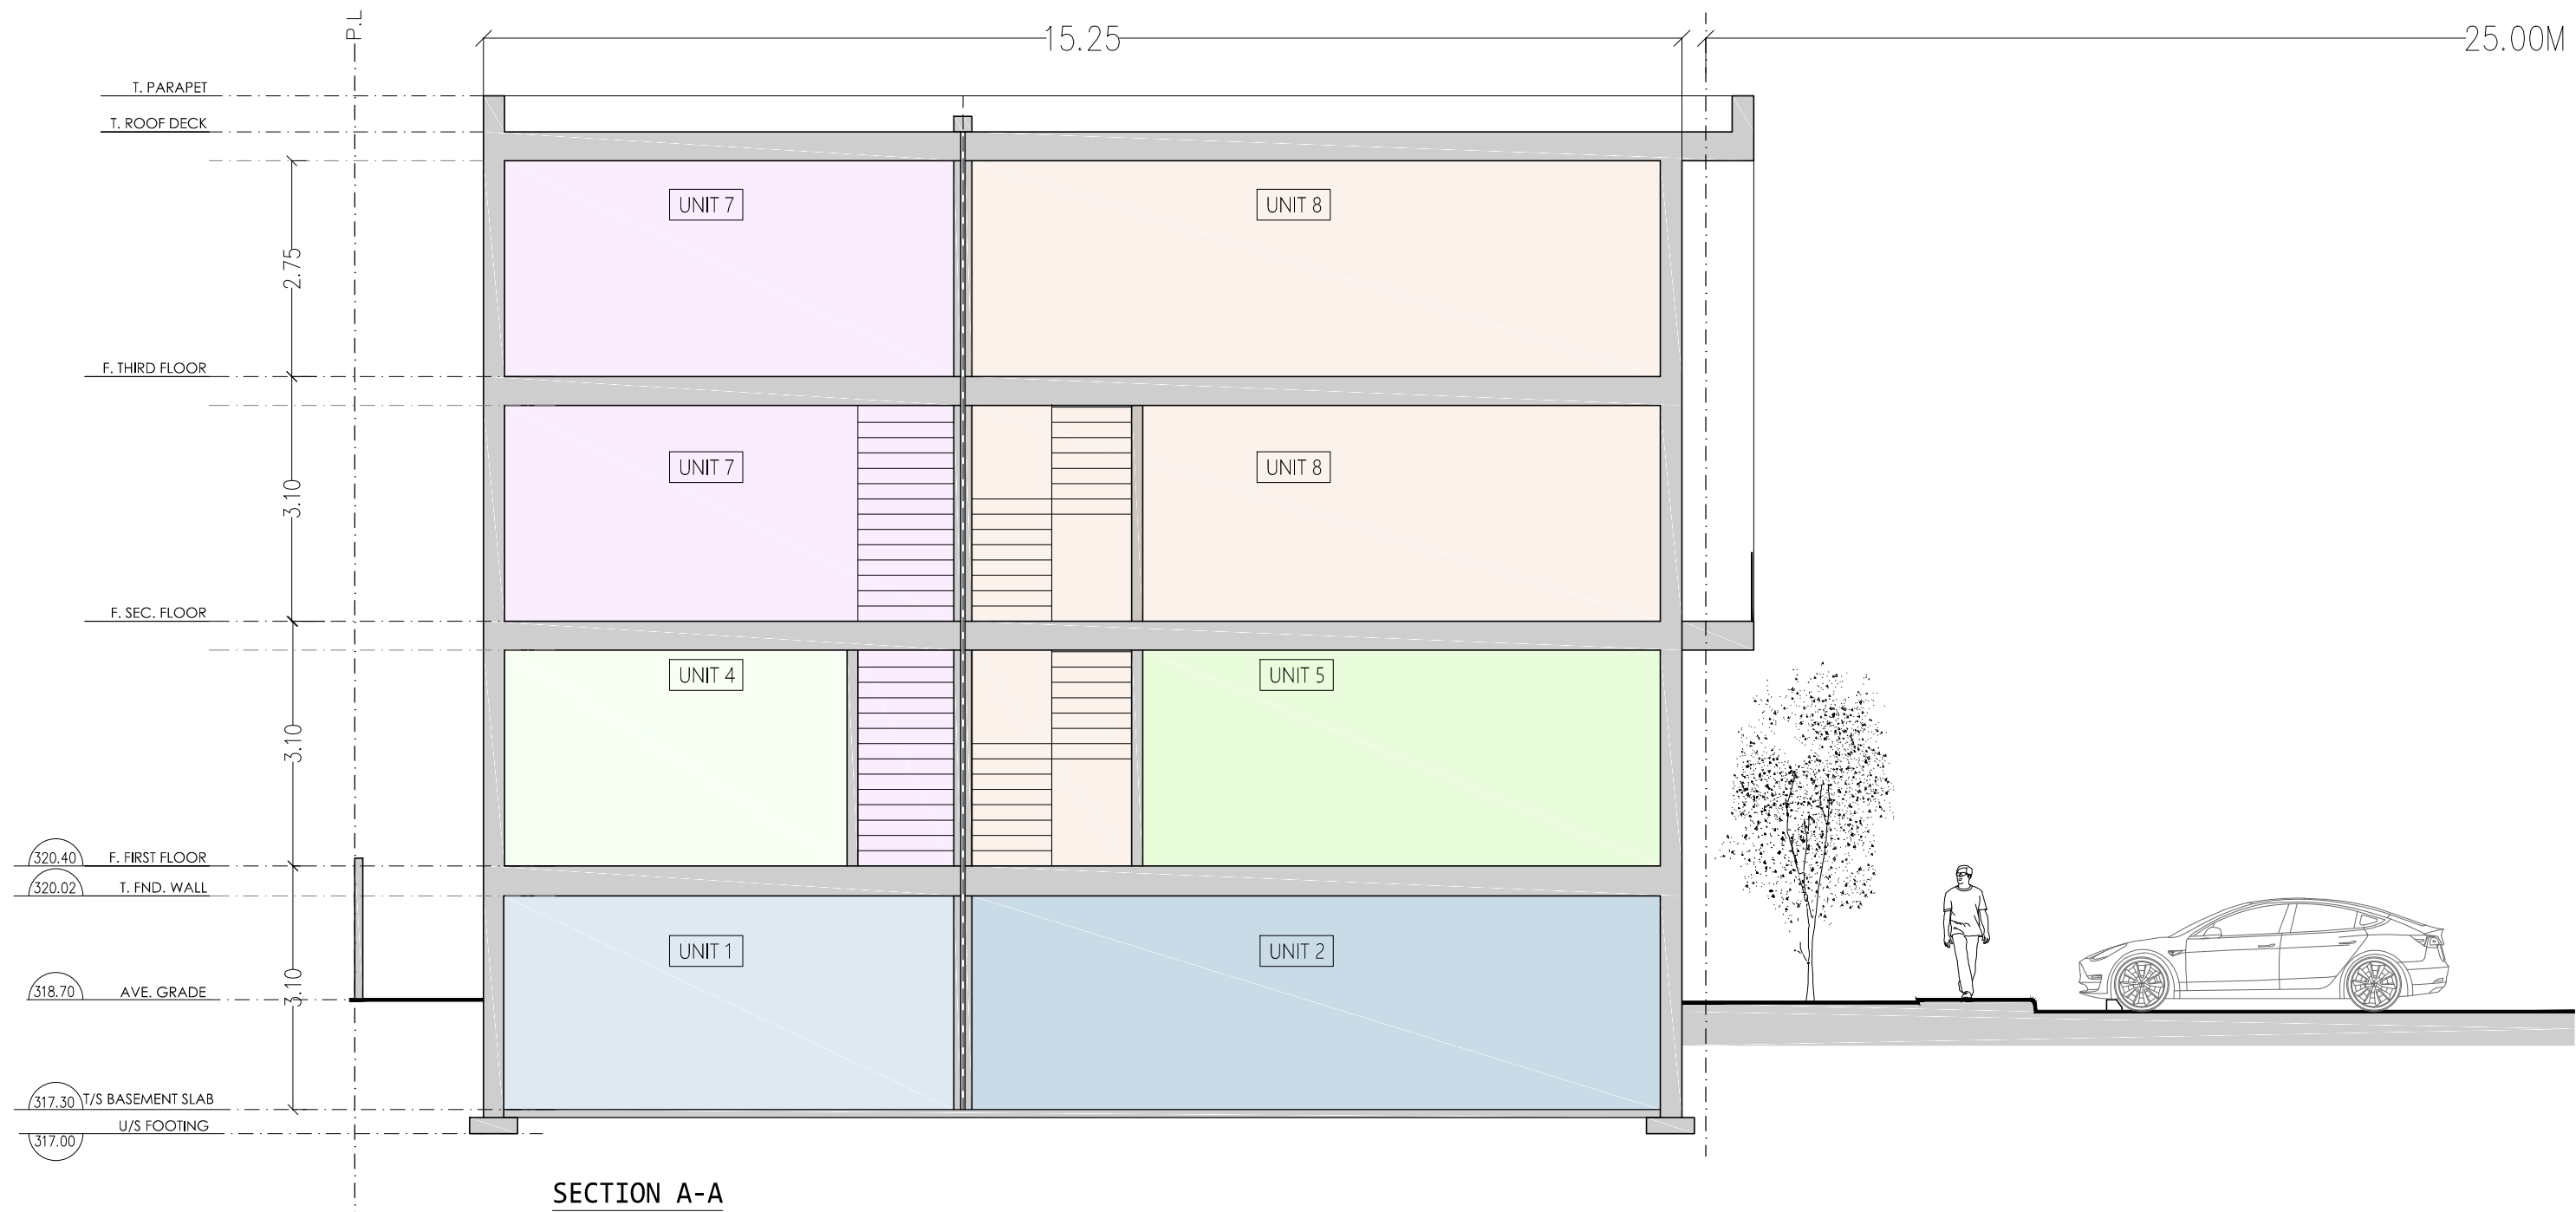 P.L
15.25
25.00M
T. PARAPET
T. ROOF DECK
UNIT 7
UNIT 8
2.75
F. THIRD FLOOR
UNIT 7
UNIT 8
3.10
F. SEC. FLOOR
UNIT 4
UNIT 5
3.10
320.40 F. FIRST FLOOR
320.02 T. FND. WALL
UNIT 1
UNIT 2
3.10
318.70 AVE. GRADE
317.30 T/S BASEMENT SLAB
U/S FOOTING
317.00
SECTION A-A